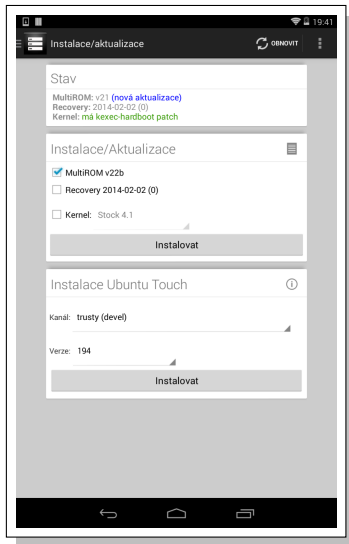 19:41
Instalace/aktualizace
OBNOVIT
Stav
MultiROM: v21 (nová aktualizace)
Recovery: 2014-02-02 (0)
Kernel: má kexec-hardboot patch
Instalace/Aktualizace
MultiROM v22b
Recovery 2014-02-02 (0)
Kernel: Stock 4.1
Instalovat
Instalace Ubuntu Touch
Kanál: trusty (devel)
Verze: 194
Instalovat